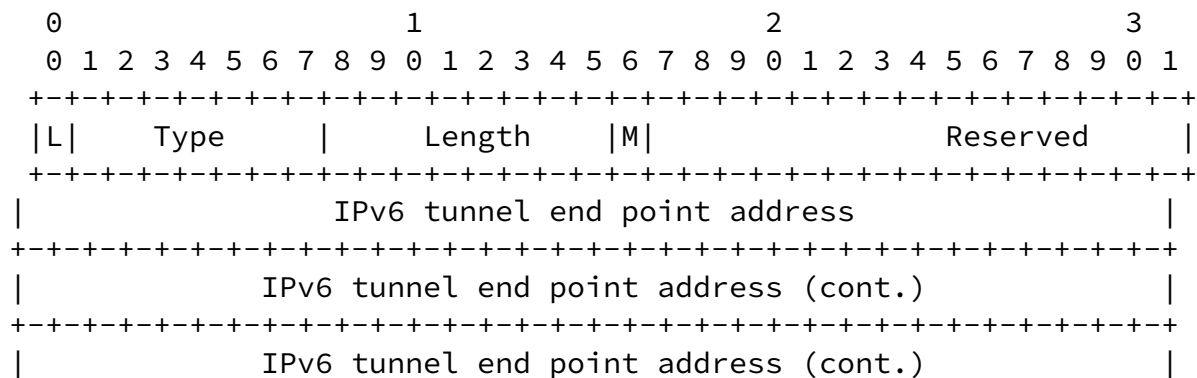 0                   1                   2                   3
0 1 2 3 4 5 6 7 8 9 0 1 2 3 4 5 6 7 8 9 0 1 2 3 4 5 6 7 8 9 0 1
+-+-+-+-+-+-+-+-+-+-+-+-+-+-+-+-+-+-+-+-+-+-+-+-+-+-+-+-+-+-+-+-+
|L|    Type     |     Length    |M|                Reserved     |
+-+-+-+-+-+-+-+-+-+-+-+-+-+-+-+-+-+-+-+-+-+-+-+-+-+-+-+-+-+-+-+-+
|                 IPv6 tunnel end point address                 |
+-+-+-+-+-+-+-+-+-+-+-+-+-+-+-+-+-+-+-+-+-+-+-+-+-+-+-+-+-+-+-+-+
|             IPv6 tunnel end point address (cont.)             |
+-+-+-+-+-+-+-+-+-+-+-+-+-+-+-+-+-+-+-+-+-+-+-+-+-+-+-+-+-+-+-+-+
|             IPv6 tunnel end point address (cont.)             |